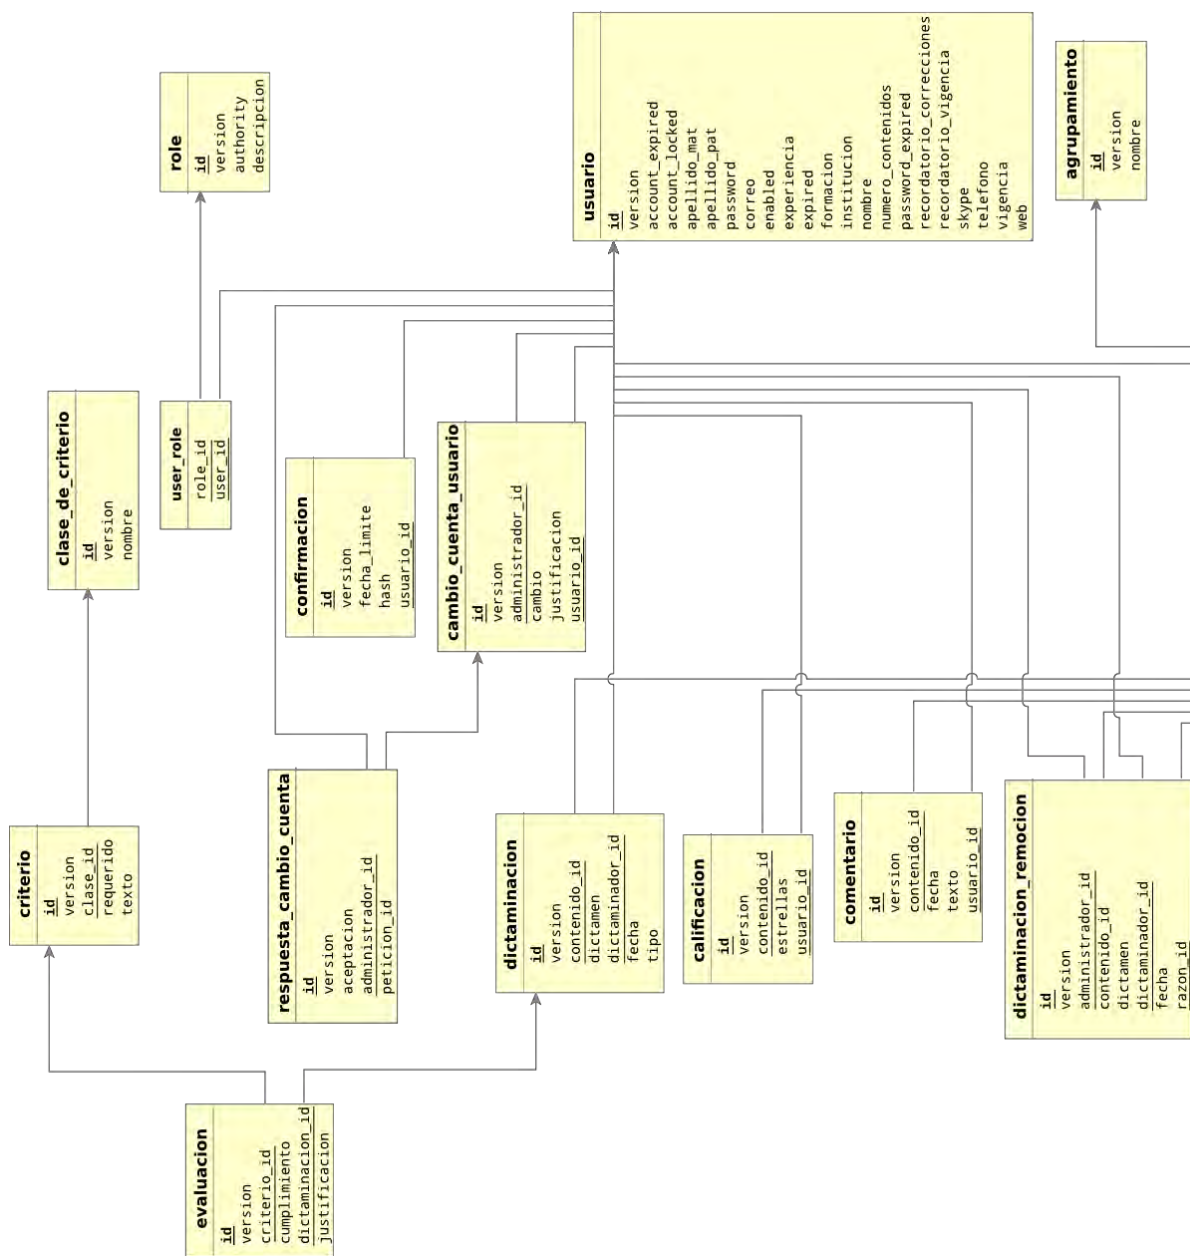 role
id
version
authority
descripcion
usuario
id
version
account_expired
account_locked
apellido_mat
apellido_pat
password
correo
enabled
experiencia
expired
formacion
institucion
nombre
numero_contenidos
password_expired
recordatorio_correcciones
recordatorio_vigencia
skype
telefono
vigencia
web
agrupamiento
id
version
nombre
clase_de_criterio
id
version
nombre
user_role
role_id
user_id
confirmacion
id
version
fecha_limite
hash
usuario_id
cambio_cuenta_usuario
id
version
administrador_id
cambio
justificacion
usuario_id
criterio
id
version
clase_id
requerido
texto
respuesta_cambio_cuenta
id
version
aceptacion
administrador_id
peticion_id
dictaminacion
id
version
contenido_id
dictamen
dictaminador_id
fecha
tipo
calificacion
id
version
contenido_id
estrellas
usuario_id
comentario
id
version
contenido_id
fecha
texto
usuario_id
dictaminacion_remocion
id
version
administrador_id
contenido_id
dictamen
dictaminador_id
fecha
razon_id
evaluacion
id
version
criterio_id
cumplimiento
dictaminacion_id
justificacion